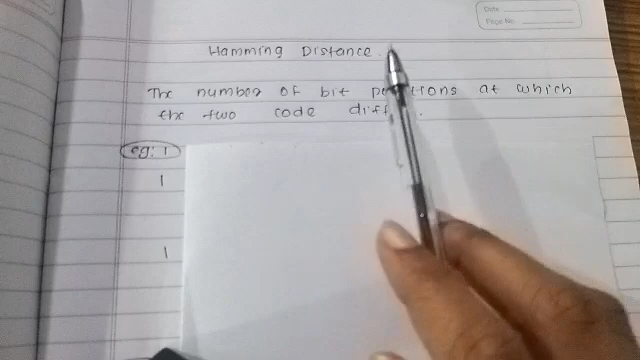 Date
Page No
Hamming Distance
The number of bit at which
the two code
eg: 1
1
1